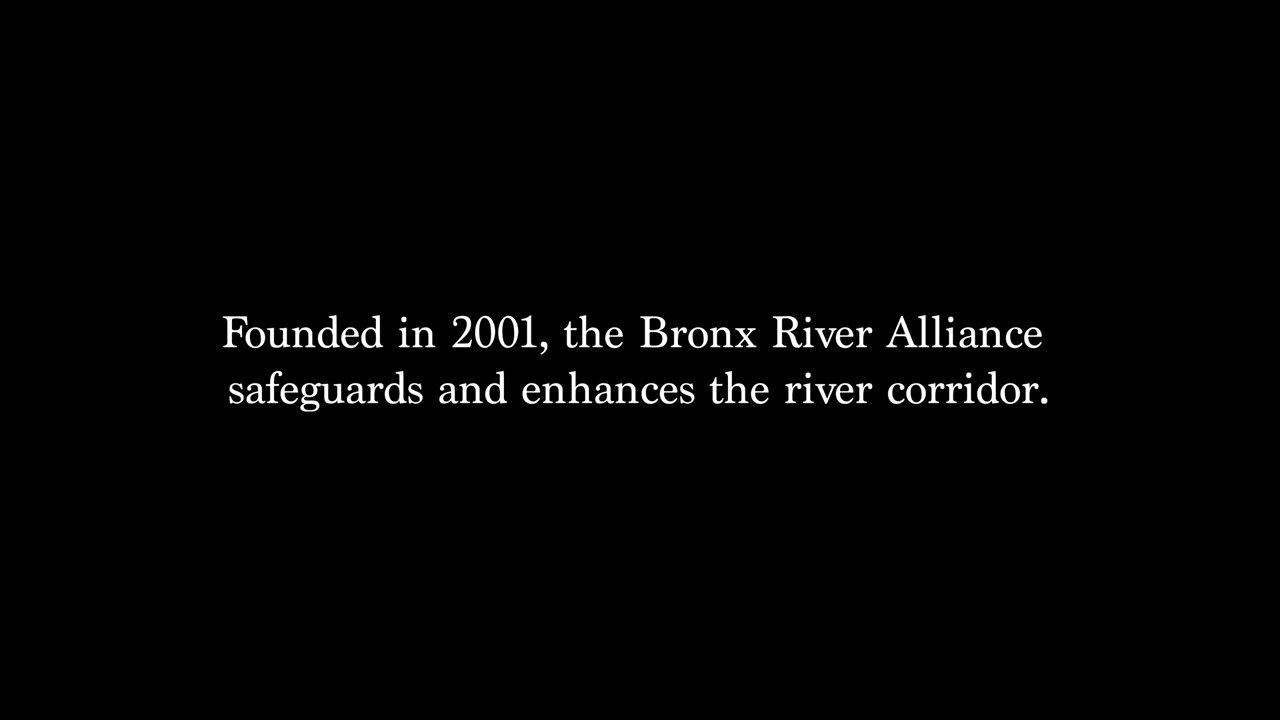 Founded in 2001, the Bronx River Alliance
safeguards and enhances the river corridor.